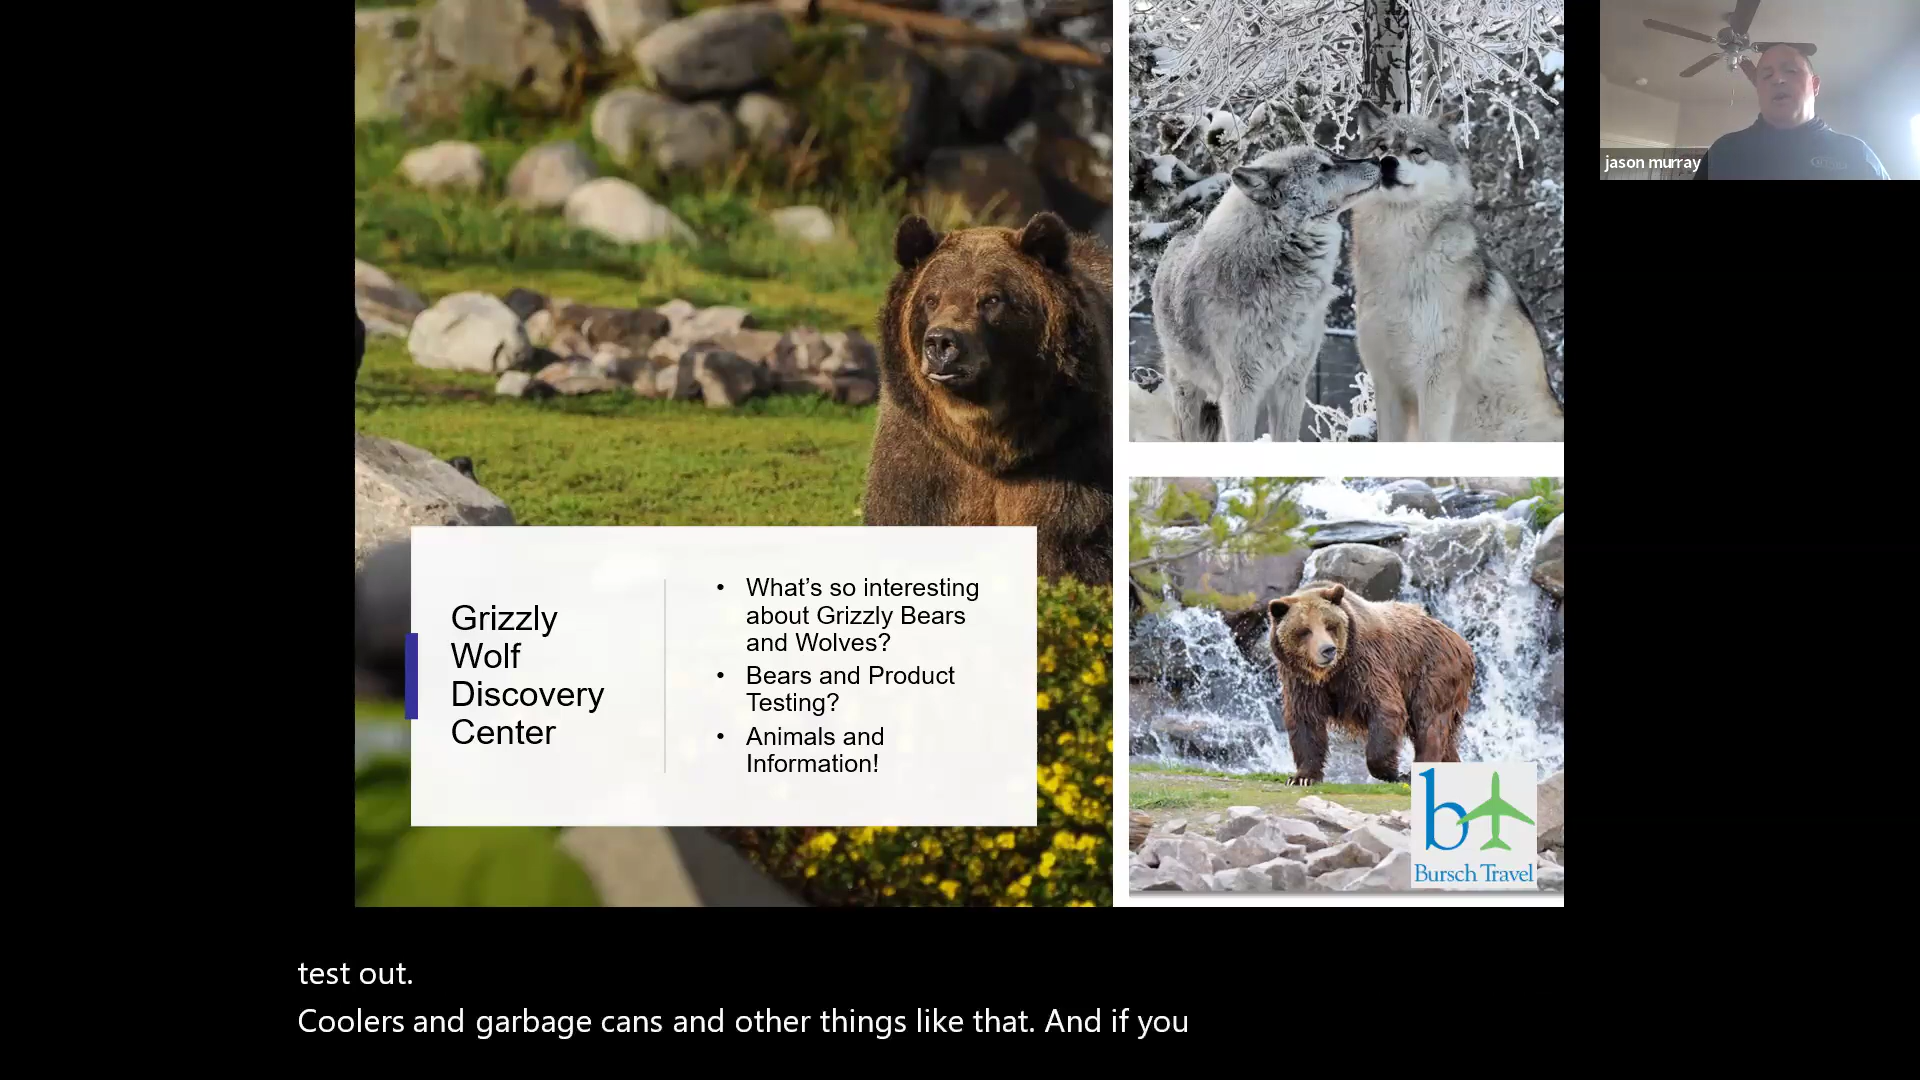 jason murray
Grizzly
Wolf
Discovery
Center
• What’s so interesting
about Grizzly Bears
and Wolves?
• Bears and Product
Testing?
• Animals and
Information!
b
Bursch Travel
test out.
Coolers and garbage cans and other things like that. And if you